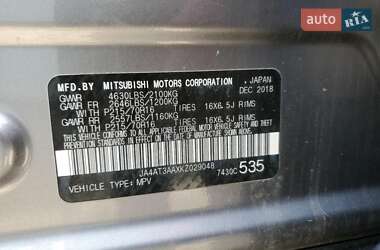 auto RIA.com
MFD.BY MITSUBISHI MOTORS CORPORATION , JAPAN
GVWR 4630LBS/2100KG DEC 2018
GAWR FR 2646LBS/1200KG
P215/70R16 TIRES 16X6.5J RIMS
GAWR RR 2557LBS/1160KG
P215/70R16 TIRES 16X6.5J RIMS
JA4AT3AAXKZ029048 7430C 535
VEHICLE TYPE: MPV